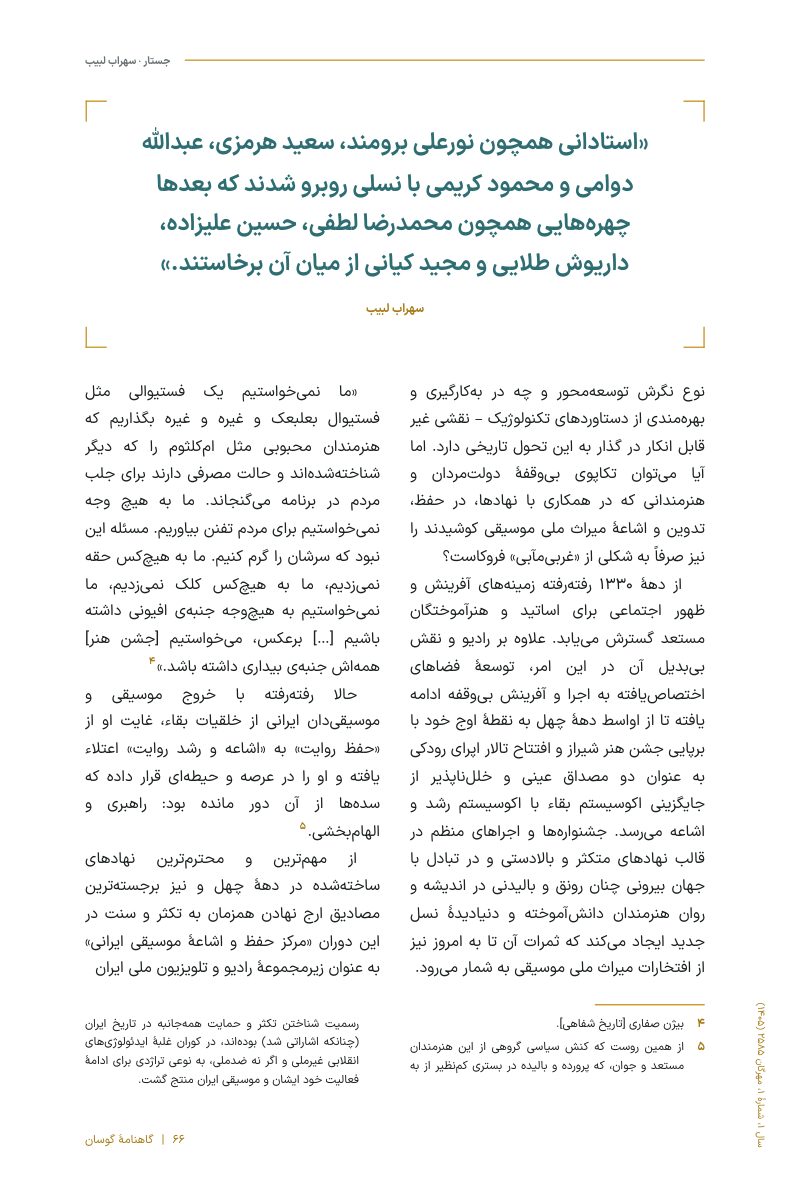 جستار · سهراب لبیب
«استادانی همچون نورعلی برومند، سعید هرمزی، عبدالله
دوامی و محمود کریمی با نسلی روبرو شدند که بعدها
چهره‌هایی همچون محمدرضا لطفی، حسین علیزاده،
داریوش طلایی و مجید کیانی از میان آن برخاستند.»
سهراب لبیب
نوع نگرش توسعه‌محور و چه در به‌کارگیری و
بهره‌مندی از دستاوردهای تکنولوژیک – نقشی غیر
قابل انکار در گذار به این تحول تاریخی دارد. اما
آیا می‌توان تکاپوی بی‌وقفهٔ دولت‌مردان و
هنرمندانی که در همکاری با نهادها، در حفظ،
تدوین و اشاعهٔ میراث ملی موسیقی کوشیدند را
نیز صرفاً به شکلی از «غربی‌مآبی» فروکاست؟
از دههٔ ۱۳۳۰ رفته‌رفته زمینه‌های آفرینش و
ظهور اجتماعی برای اساتید و هنرآموختگان
مستعد گسترش می‌یابد. علاوه بر رادیو و نقش
بی‌بدیل آن در این امر، توسعهٔ فضاهای
اختصاص‌یافته به اجرا و آفرینش بی‌وقفه ادامه
یافته تا از اواسط دههٔ چهل به نقطهٔ اوج خود با
برپایی جشن هنر شیراز و افتتاح تالار اپرای رودکی
به عنوان دو مصداق عینی و خلل‌ناپذیر از
جایگزینی اکوسیستم بقاء با اکوسیستم رشد و
اشاعه می‌رسد. جشنواره‌ها و اجراهای منظم در
قالب نهادهای متکثر و بالادستی و در تبادل با
جهان بیرونی چنان رونق و بالیدنی در اندیشه و
روان هنرمندان دانش‌آموخته و دنیادیدهٔ نسل
جدید ایجاد می‌کند که ثمرات آن تا به امروز نیز
از افتخارات میراث ملی موسیقی به شمار می‌رود.
«ما نمی‌خواستیم یک فستیوالی مثل
فستیوال بعلبعک و غیره و غیره بگذاریم که
هنرمندان محبوبی مثل ام‌کلثوم را که دیگر
شناخته‌شده‌اند و حالت مصرفی دارند برای جلب
مردم در برنامه می‌گنجاند. ما به هیچ وجه
نمی‌خواستیم برای مردم تفنن بیاوریم. مسئله این
نبود که سرشان را گرم کنیم. ما به هیچ‌کس حقه
نمی‌زدیم، ما به هیچ‌کس کلک نمی‌زدیم، ما
نمی‌خواستیم به هیچ‌وجه جنبه‌ی افیونی داشته
باشیم [...] برعکس، می‌خواستیم [جشن هنر]
همه‌اش جنبه‌ی بیداری داشته باشد.»۴
حالا رفته‌رفته با خروج موسیقی و
موسیقی‌دان ایرانی از خلقیات بقاء، غایت او از
«حفظ روایت» به «اشاعه و رشد روایت» اعتلاء
یافته و او را در عرصه و حیطه‌ای قرار داده که
سده‌ها از آن دور مانده بود: راهبری و
الهام‌بخشی.۵
از مهم‌ترین و محترم‌ترین نهادهای
ساخته‌شده در دههٔ چهل و نیز برجسته‌ترین
مصادیق ارج نهادن همزمان به تکثر و سنت در
این دوران «مرکز حفظ و اشاعهٔ موسیقی ایرانی»
به عنوان زیرمجموعهٔ رادیو و تلویزیون ملی ایران
۴ بیژن صفاری [تاریخ شفاهی].
۵ از همین روست که کنش سیاسی گروهی از این هنرمندان
مستعد و جوان، که پرورده و بالیده در بستری کم‌نظیر از به
رسمیت شناختن تکثر و حمایت همه‌جانبه در تاریخ ایران
(چنانکه اشاراتی شد) بوده‌اند، در کوران غلبهٔ ایدئولوژی‌های
انقلابی غیرملی و اگر نه ضدملی، به نوعی تراژدی برای ادامهٔ
فعالیت خود ایشان و موسیقی ایران منتج گشت.
سال ۱، شمارهٔ ۱، مهرگان ۲۵۸۵ (۱۴۰۵)
۶۶ | گاهنامهٔ گوسان